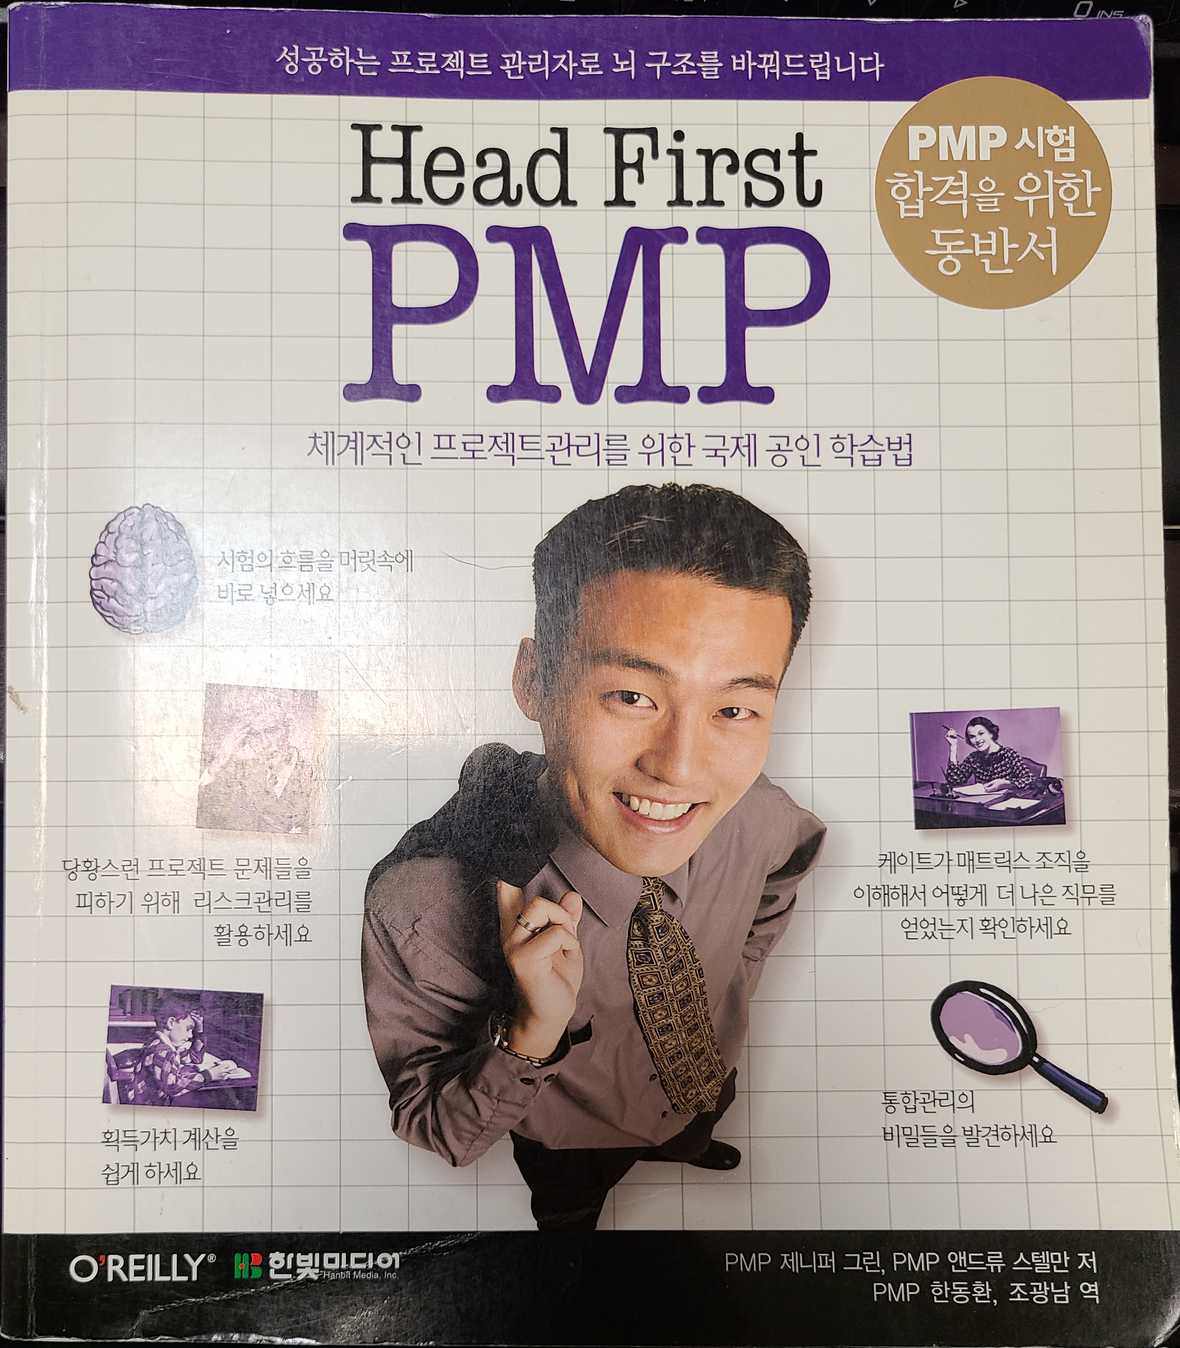 INS
성공하는 프로젝트 관리자로 뇌 구조를 바꿔드립니다
Head First
PMP
PMP 시험
합격을 위한
동반서
체계적인 프로젝트관리를 위한 국제 공인 학습법
시험의 흐름을 머릿속에
바로 넣으세요
당황스런 프로젝트 문제들을
피하기 위해 리스크관리를
활용하세요
케이트가 매트릭스 조직을
이해해서 어떻게 더 나은 직무를
얻었는지 확인하세요
획득가치 계산을
쉽게 하세요
통합관리의
비밀들을 발견하세요
O'REILLY®
HB 한빛미디어
Hanbit Media, Inc.
PMP 제니퍼 그린, PMP 앤드류 스텔만 저
PMP 한동환, 조광남 역